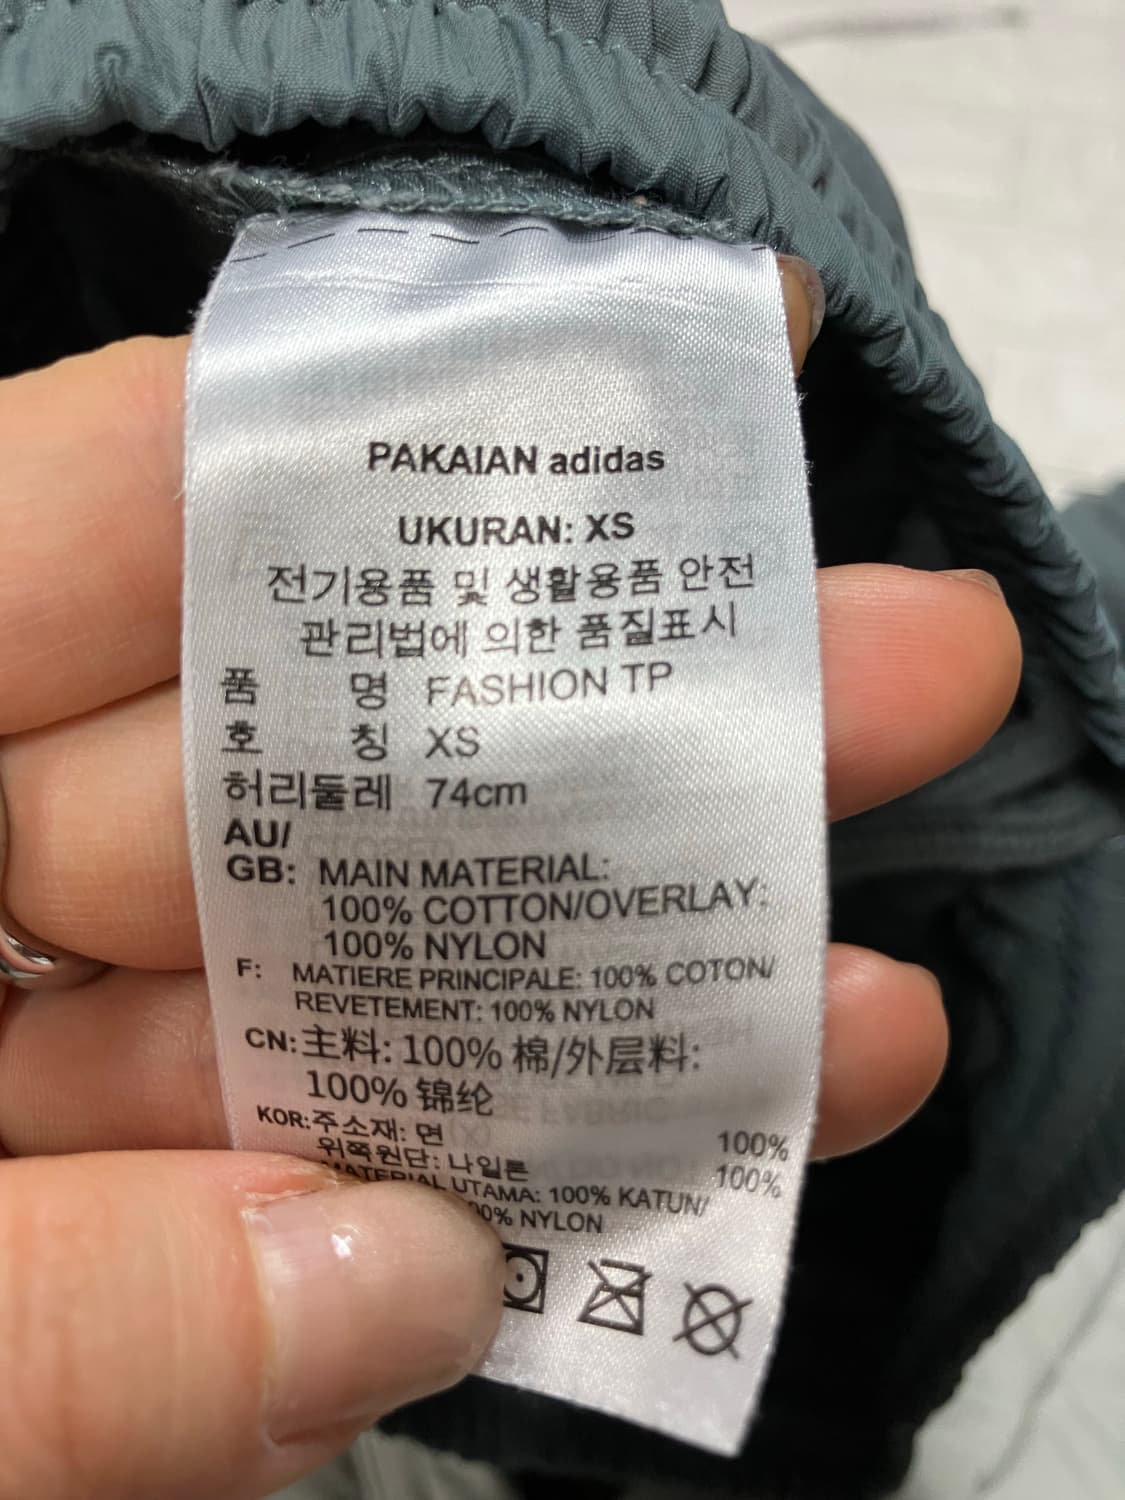 PAKAIAN adidas
UKURAN: XS
전기용품 및 생활용품 안전
관리법에 의한 품질표시
품 명 FASHION TP
호 칭 XS
허리둘레 74cm
AU/
GB: MAIN MATERIAL:
100% COTTON/OVERLAY:
100% NYLON
F: MATIERE PRINCIPALE: 100% COTON/
REVETEMENT: 100% NYLON
CN: 主料: 100% 棉/外层料:
100% 锦纶
KOR:주소재: 면 100%
위쪽원단: 나일론 100%
MATERIAL UTAMA: 100% KATUN/
NYLON